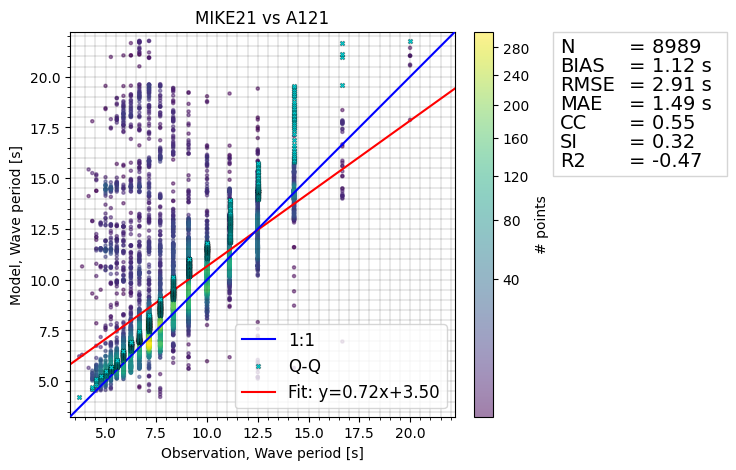 MIKE21 vs A121
Model, Wave period [s]
20.0
17.5
15.0
12.5
10.0
7.5
5.0
5.0 7.5 10.0 12.5 15.0 17.5 20.0
Observation, Wave period [s]
1:1
Q-Q
Fit: y=0.72x+3.50
280
240
200
160
120
80
40
# points
N = 8989
BIAS = 1.12 s
RMSE = 2.91 s
MAE = 1.49 s
CC = 0.55
SI = 0.32
R2 = -0.47